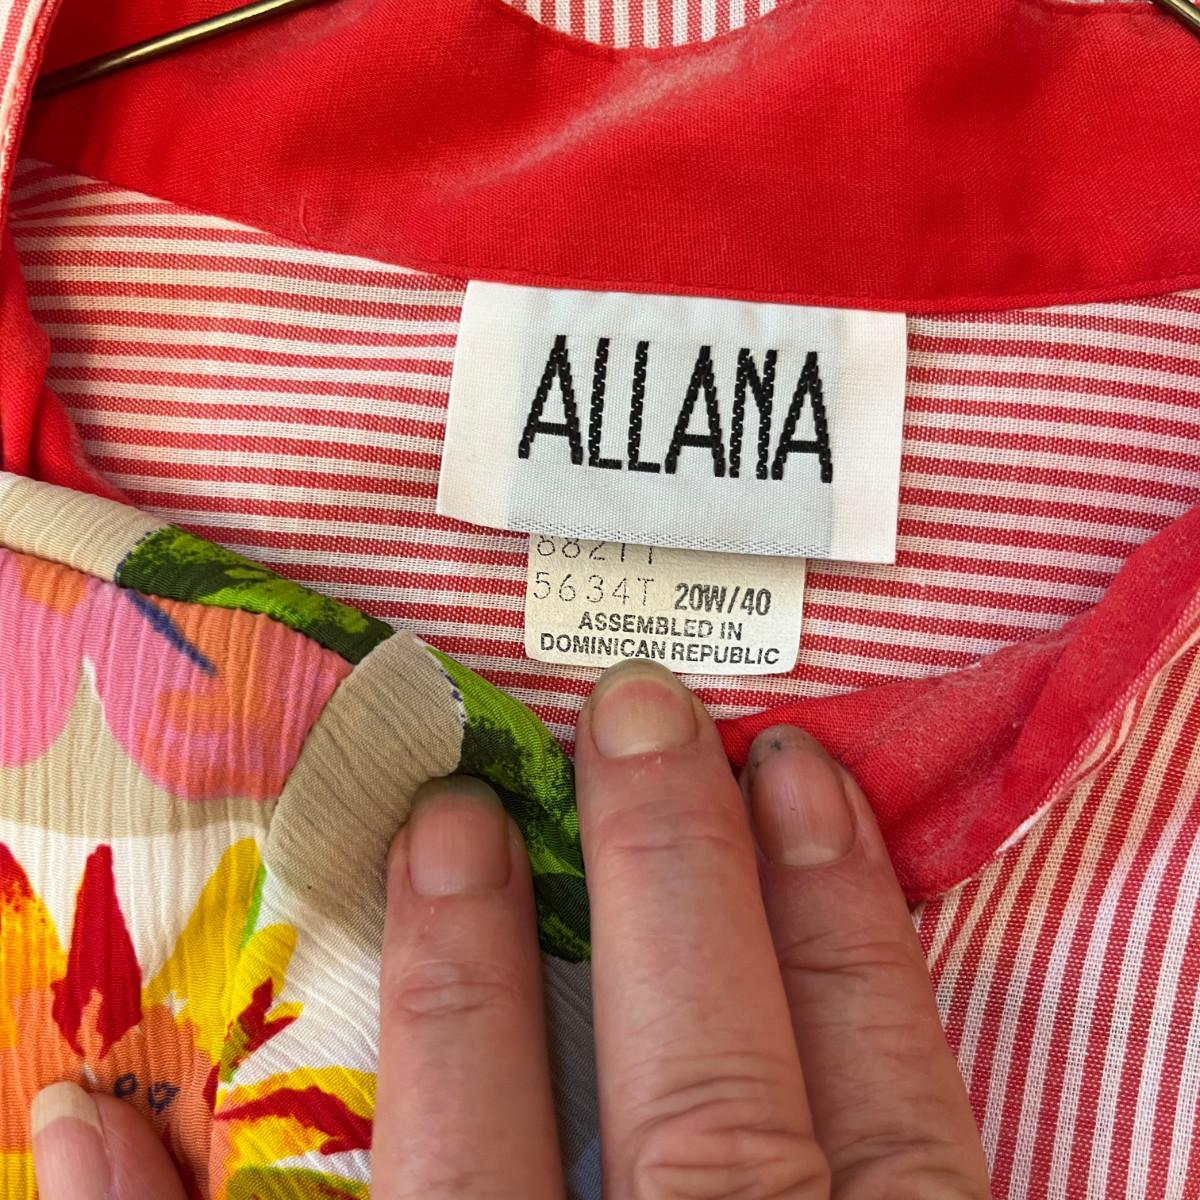 ALLANA
5634T 20W/40
ASSEMBLED IN
DOMINICAN REPUBLIC